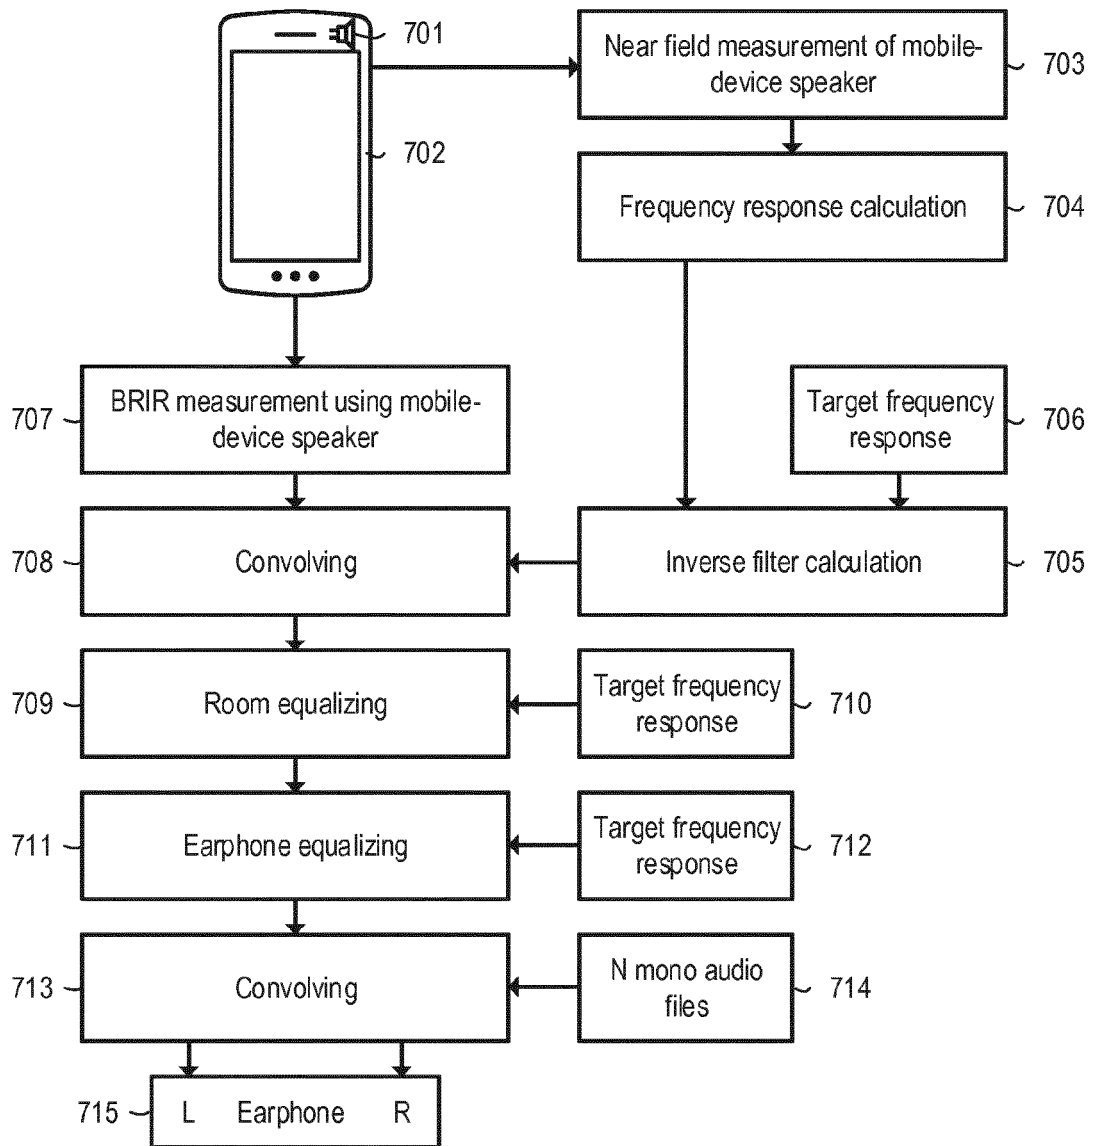 701
Near field measurement of mobile-
device speaker
703
702
Frequency response calculation
704
707
BRIR measurement using mobile-
device speaker
Target frequency
response
706
708
Convolving
Inverse filter calculation
705
709
Room equalizing
Target frequency
response
710
711
Earphone equalizing
Target frequency
response
712
713
Convolving
N mono audio
files
714
715
L Earphone R